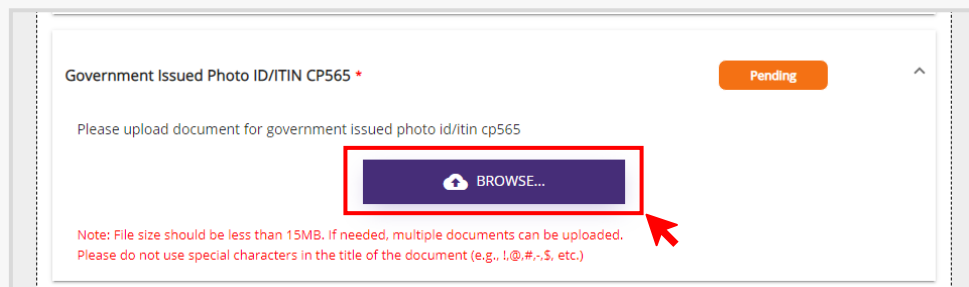 Government Issued Photo ID/ITIN CP565 *
Pending
Please upload document for government issued photo id/itin cp565
BROWSE...
Note: File size should be less than 15MB. If needed, multiple documents can be uploaded.
Please do not use special characters in the title of the document (e.g., !,@,#,-,$, etc.)